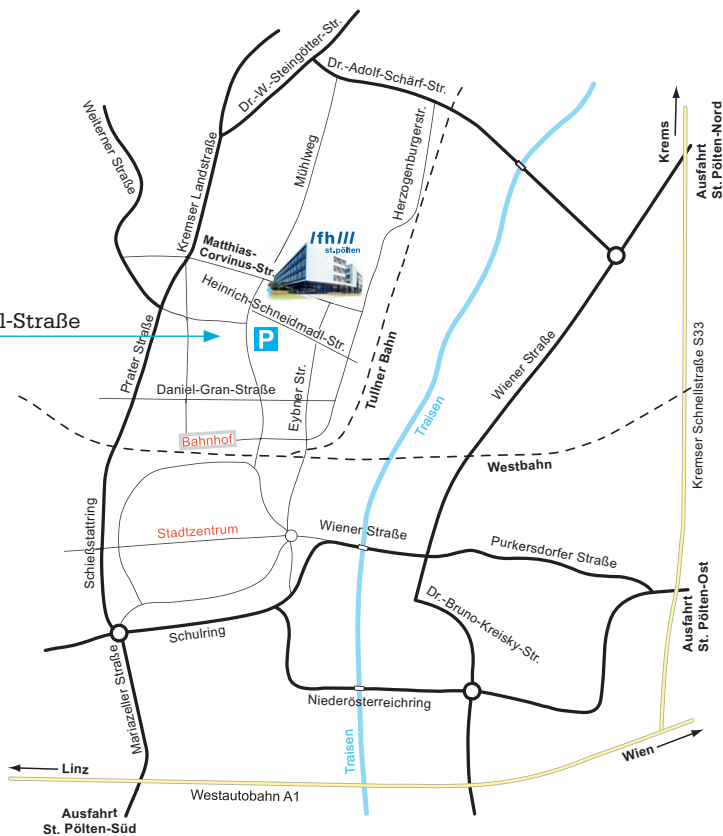 Dr.-W.-Steingötter-Str.
Dr.-Adolf-Schärf-Str.
Weiterner Straße
Kremser Landstraße
Mühlweg
Herzogenburgerstr.
Krems
Ausfahrt
St. Pölten-Nord
Matthias-
Corvinus-Str.
/fh///
st.pölten
Heinrich-Schneidmadl-Str.
l-Straße
P
Prater Straße
Daniel-Gran-Straße
Eybner Str.
Tullner Bahn
Traisen
Wiener Straße
Kremser Schnellstraße S33
Bahnhof
Westbahn
Schießstattring
Stadtzentrum
Wiener Straße
Purkersdorfer Straße
Ausfahrt
St. Pölten-Ost
Dr.-Bruno-Kreisky-Str.
Schulring
Mariazeller Straße
Niederösterreichring
Traisen
Wien
Linz
Westautobahn A1
Ausfahrt
St. Pölten-Süd